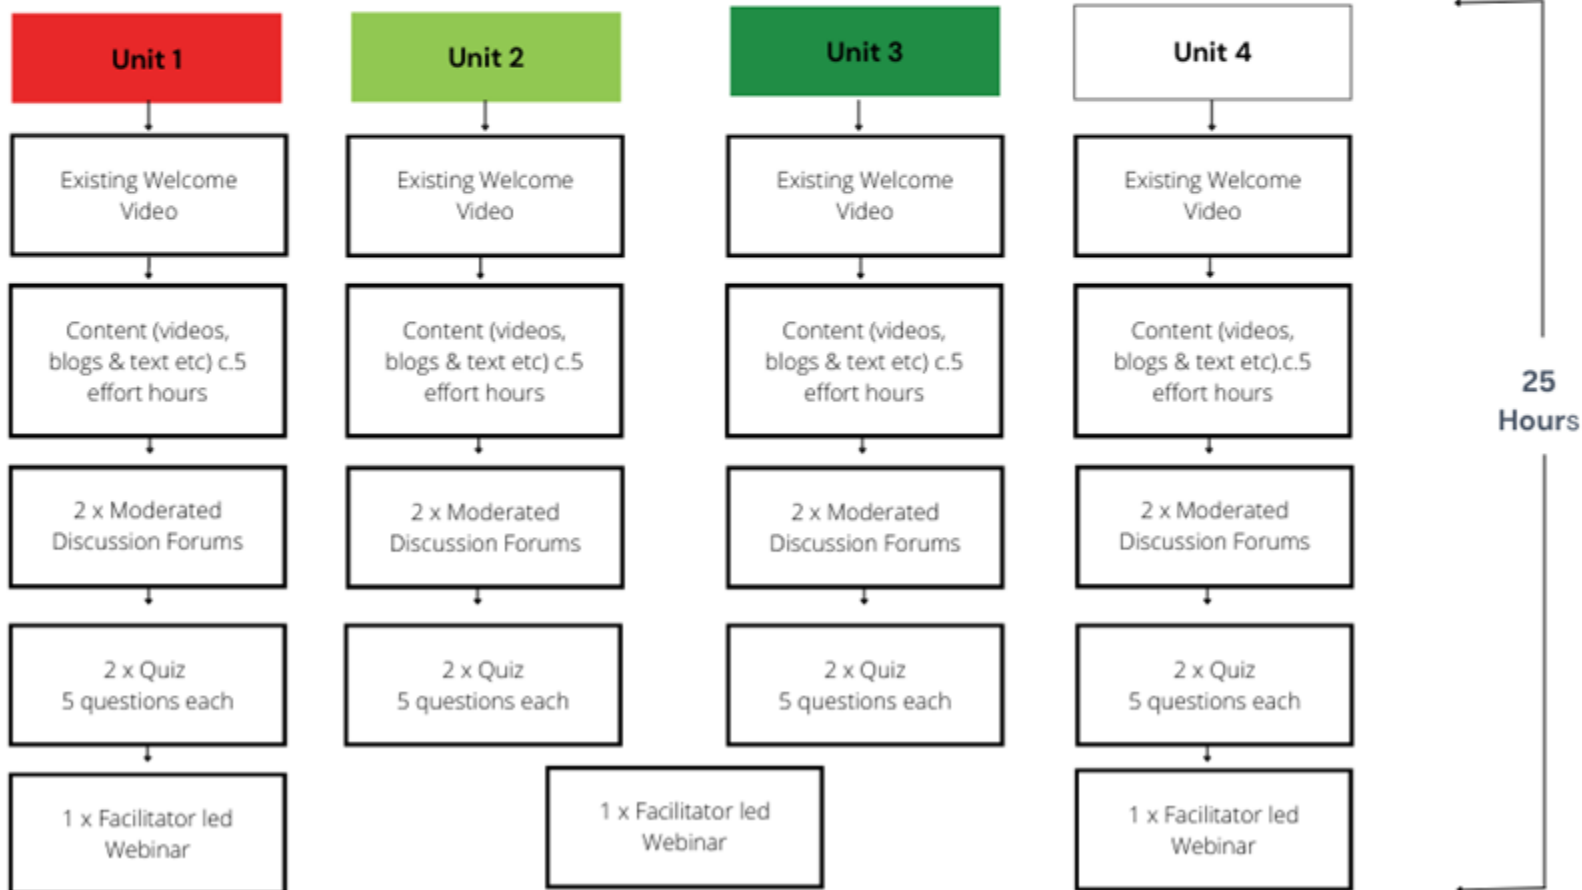 Unit 1
Unit 2
Unit 3
Unit 4
Existing Welcome
Video
Existing Welcome
Video
Existing Welcome
Video
Existing Welcome
Video
Content (videos,
blogs & text etc) c.5
effort hours
Content (videos,
blogs & text etc) c.5
effort hours
Content (videos,
blogs & text etc) c.5
effort hours
Content (videos,
blogs & text etc).c.5
effort hours
25
Hours
2 x Moderated
Discussion Forums
2 x Moderated
Discussion Forums
2 x Moderated
Discussion Forums
2 x Moderated
Discussion Forums
2 x Quiz
5 questions each
2 x Quiz
5 questions each
2 x Quiz
5 questions each
2 x Quiz
5 questions each
1 x Facilitator led
Webinar
1 x Facilitator led
Webinar
1 x Facilitator led
Webinar